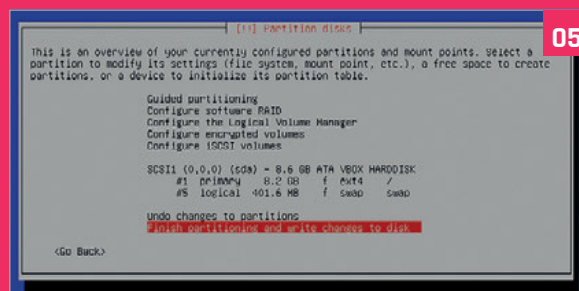 [!!] Partition disks
05
This is an overview of your currently configured partitions and mount points. Select a
partition to modify its settings (file system, mount point, etc.), a free space to create
partitions, or a device to initialize its partition table.
Guided partitioning
Configure software RAID
Configure the Logical Volume Manager
Configure encrypted volumes
Configure iSCSI volumes
SCSI1 (0,0,0) (sda) - 8.6 GB ATA VBOX HARDDISK
#1 primary 8.2 GB f ext4 /
#5 logical 401.6 MB f swap swap
Undo changes to partitions
Finish partitioning and write changes to disk
<Go Back>